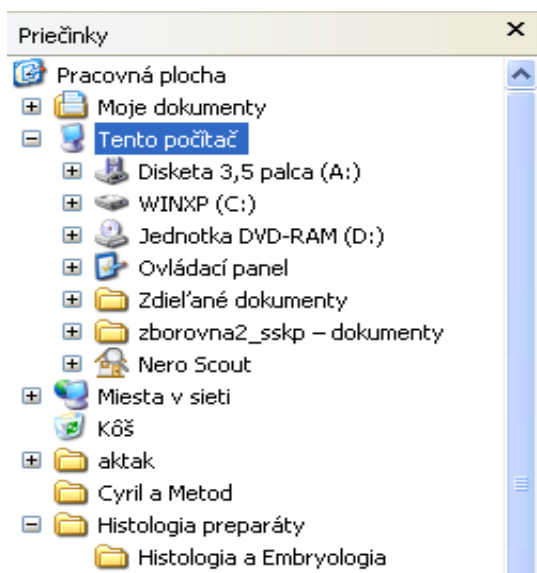 Priečinky
Pracovná plocha
Moje dokumenty
Tento počítač
Disketa 3,5 palca (A:)
WINXP (C:)
Jednotka DVD-RAM (D:)
Ovládací panel
Zdieľané dokumenty
zborovna2_sskp – dokumenty
Nero Scout
Miesta v sieti
Kôš
aktak
Cyril a Metod
Histologia preparáty
Histologia a Embryologia